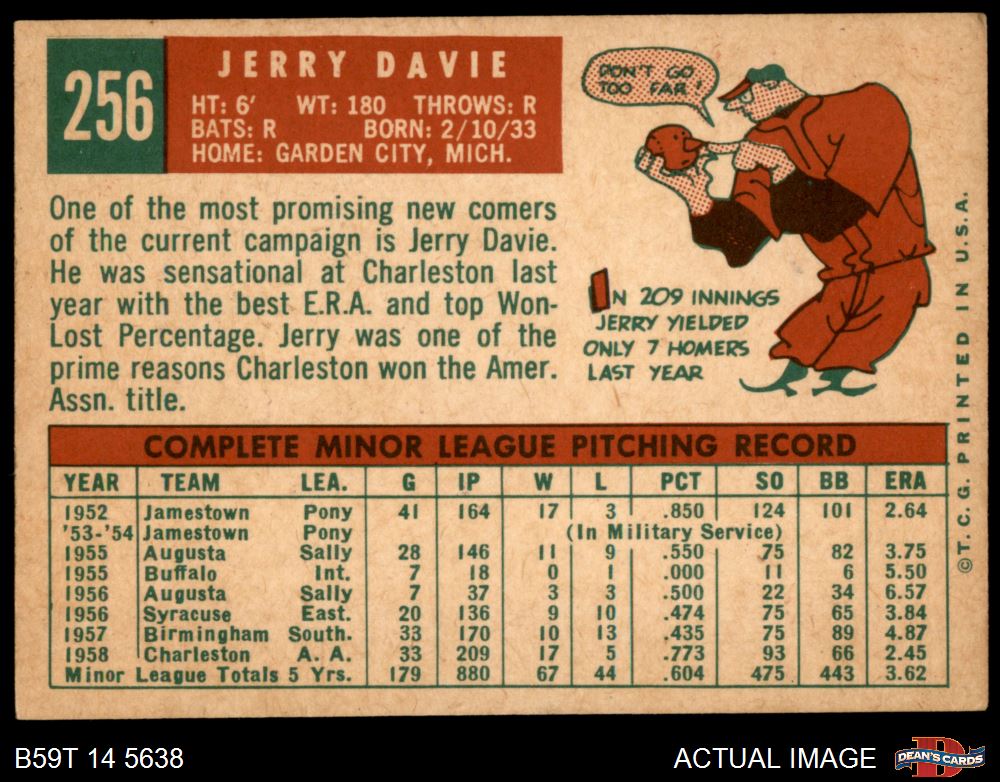 256
JERRY DAVIE
HT: 6' WT: 180 THROWS: R
BATS: R BORN: 2/10/33
HOME: GARDEN CITY, MICH.
DON'T GO
TOO FAR!
One of the most promising new comers
of the current campaign is Jerry Davie.
He was sensational at Charleston last
year with the best E.R.A. and top Won-
Lost Percentage. Jerry was one of the
prime reasons Charleston won the Amer.
Assn. title.
IN 209 INNINGS
JERRY YIELDED
ONLY 7 HOMERS
LAST YEAR
©T. C. G. PRINTED IN U.S.A.
COMPLETE MINOR LEAGUE PITCHING RECORD
YEAR TEAM LEA. G IP W L PCT SO BB ERA
1952 Jamestown Pony 41 164 17 3 .850 124 101 2.64
'53-'54 Jamestown Pony (In Military Service)
1955 Augusta Sally 28 146 11 9 .550 75 82 3.75
1955 Buffalo Int. 7 18 0 1 .000 11 6 5.50
1956 Augusta Sally 7 37 3 3 .500 22 34 6.57
1956 Syracuse East. 20 136 9 10 .474 75 65 3.84
1957 Birmingham South. 33 170 10 13 .435 75 89 4.87
1958 Charleston A. A. 33 209 17 5 .773 93 66 2.45
Minor League Totals 5 Yrs. 179 880 67 44 .604 475 443 3.62
B59T 14 5638
ACTUAL IMAGE
D
DEAN'S CARDS